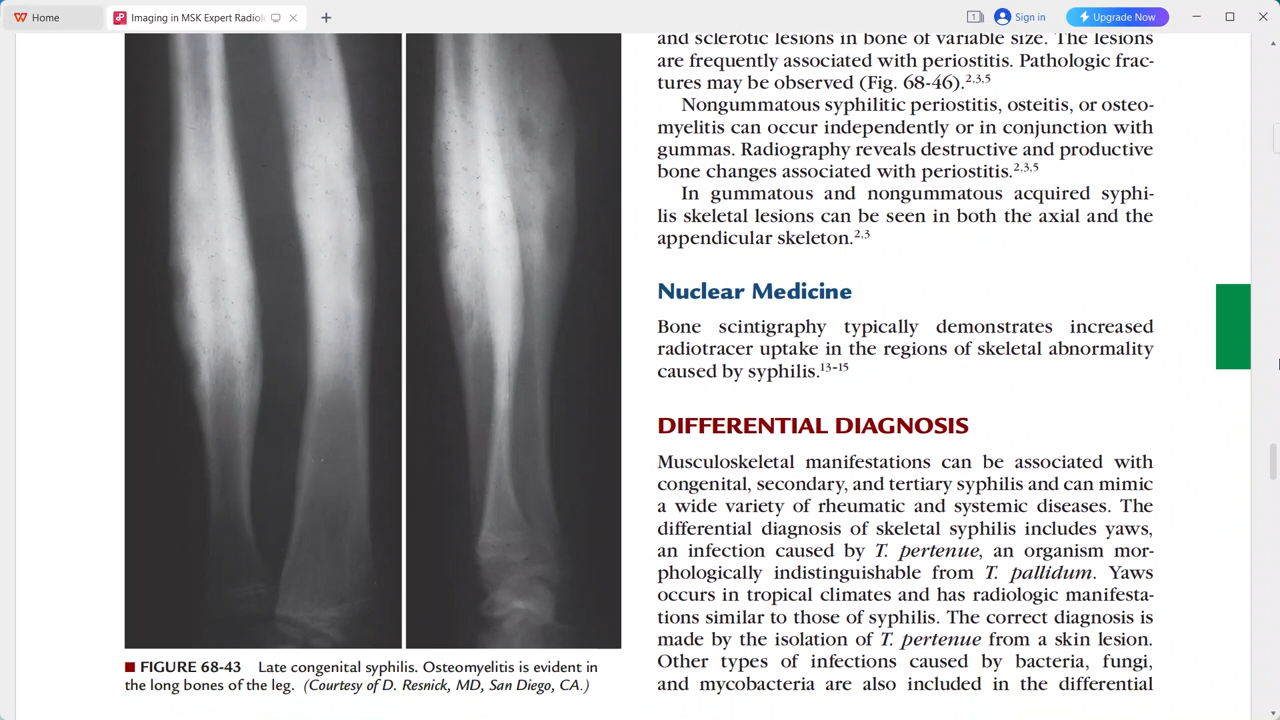 Home
Imaging in MSK Expert Radiol
1
Sign in
Upgrade Now
and sclerotic lesions in bone of variable size. The lesions
are frequently associated with periostitis. Pathologic frac-
tures may be observed (Fig. 68-46).2,3,5
Nongummatous syphilitic periostitis, osteitis, or osteo-
myelitis can occur independently or in conjunction with
gummas. Radiography reveals destructive and productive
bone changes associated with periostitis.2,3,5
In gummatous and nongummatous acquired syphi-
lis skeletal lesions can be seen in both the axial and the
appendicular skeleton.2,3
Nuclear Medicine
Bone scintigraphy typically demonstrates increased
radiotracer uptake in the regions of skeletal abnormality
caused by syphilis.13-15
DIFFERENTIAL DIAGNOSIS
Musculoskeletal manifestations can be associated with
congenital, secondary, and tertiary syphilis and can mimic
a wide variety of rheumatic and systemic diseases. The
differential diagnosis of skeletal syphilis includes yaws,
an infection caused by T. pertenue, an organism mor-
phologically indistinguishable from T. pallidum. Yaws
occurs in tropical climates and has radiologic manifesta-
tions similar to those of syphilis. The correct diagnosis is
made by the isolation of T. pertenue from a skin lesion.
Other types of infections caused by bacteria, fungi,
and mycobacteria are also included in the differential
FIGURE 68-43 Late congenital syphilis. Osteomyelitis is evident in
the long bones of the leg. (Courtesy of D. Resnick, MD, San Diego, CA.)